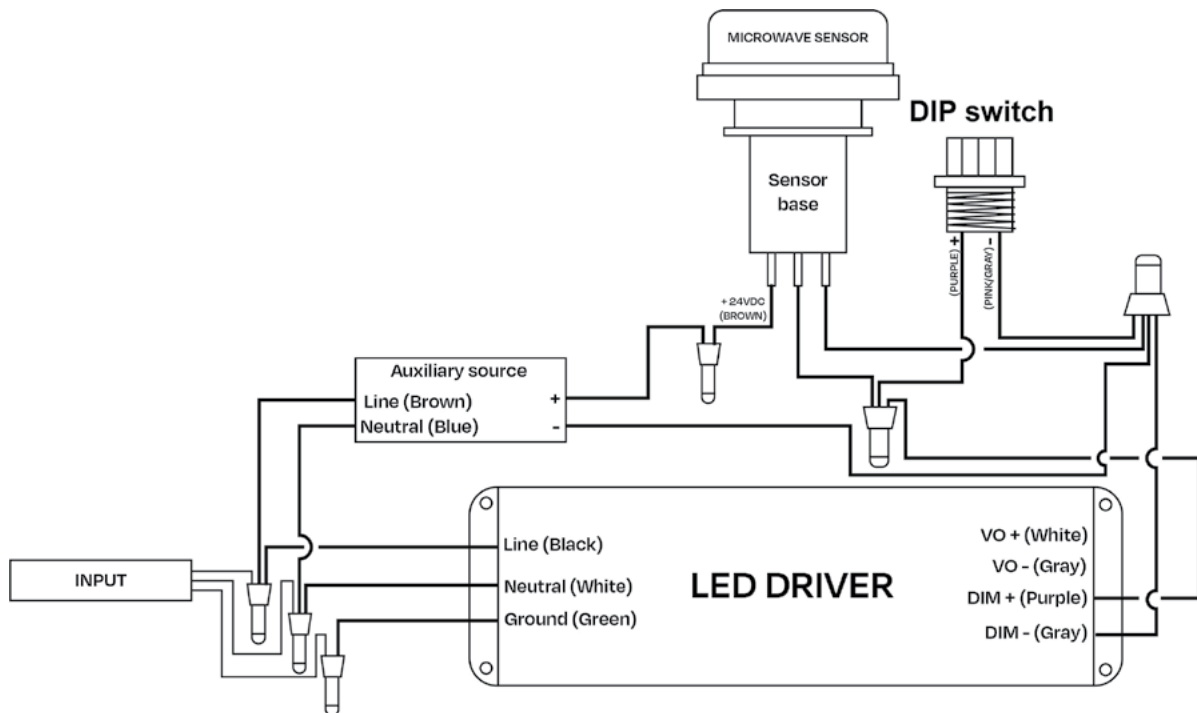 MICROWAVE SENSOR
DIP switch
Sensor
base
+
(PURPLE)
-
(PINK/GRAY)
+ 24VDC
(BROWN)
Auxiliary source
Line (Brown)
+
Neutral (Blue)
-
Line (Black)
Neutral (White)
Ground (Green)
INPUT
LED DRIVER
VO + (White)
VO - (Gray)
DIM + (Purple)
DIM - (Gray)